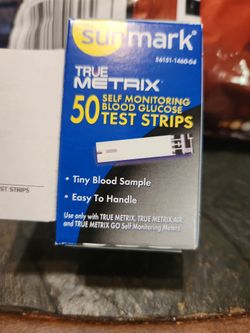 sunmark®
56151-1460-04
TRUE
METRIX®
50 SELF MONITORING
BLOOD GLUCOSE
TEST STRIPS
• Tiny Blood Sample
• Easy To Handle
Use only with TRUE METRIX, TRUE METRIX AIR
and TRUE METRIX GO Self Monitoring Meters.
ST STRIPS